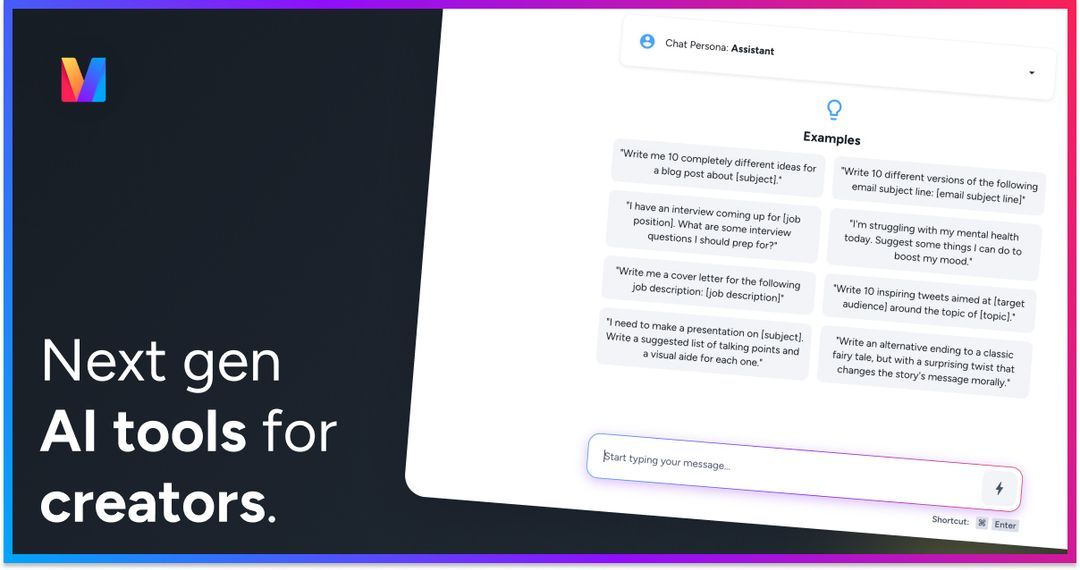 Next gen
AI tools for
creators.
Chat Persona: Assistant
Examples
"Write me 10 completely different ideas for
a blog post about [subject]."
"Write 10 different versions of the following
email subject line: [email subject line]"
"I have an interview coming up for [job
position]. What are some interview
questions I should prep for?"
"I'm struggling with my mental health
today. Suggest some things I can do to
boost my mood."
"Write me a cover letter for the following
job description: [job description]"
"Write 10 inspiring tweets aimed at [target
audience] around the topic of [topic]."
"I need to make a presentation on [subject].
Write a suggested list of talking points and
a visual aide for each one."
"Write an alternative ending to a classic
fairy tale, but with a surprising twist that
changes the story's message morally."
Start typing your message...
Shortcut: ⌘ Enter